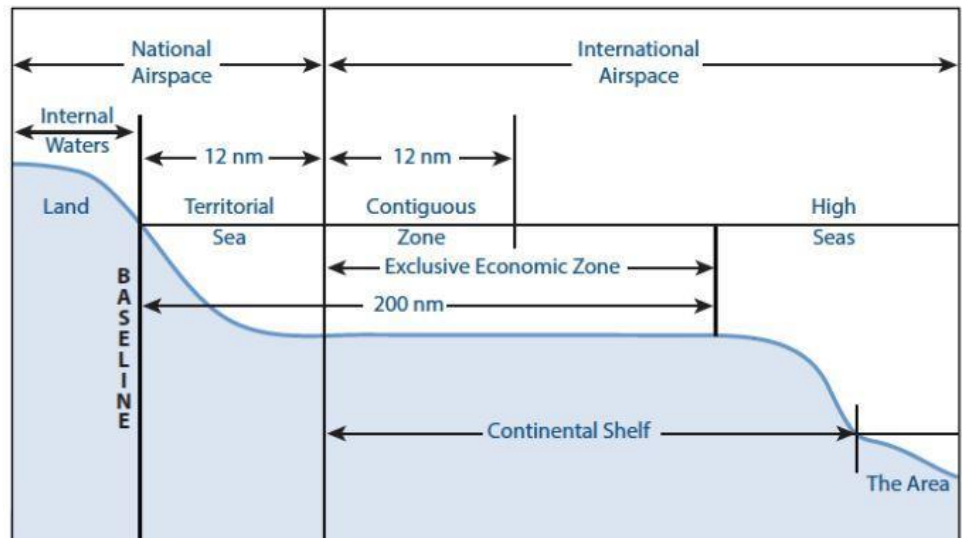 National
Airspace
International
Airspace
Internal
Waters
12 nm
12 nm
Land
Territorial
Sea
Contiguous
Zone
High
Seas
Exclusive Economic Zone
200 nm
BASELINE
Continental Shelf
The Area